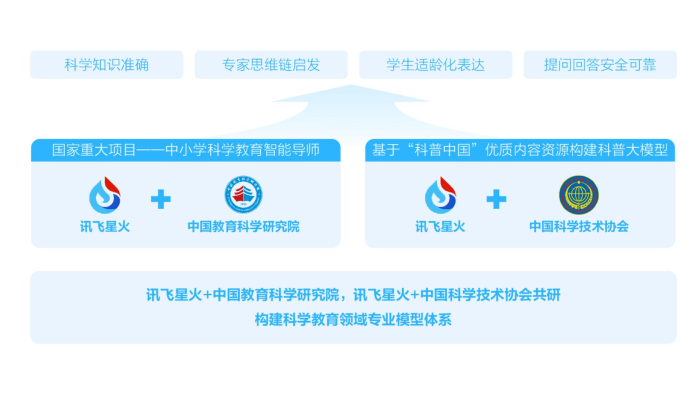 科学知识准确
专家思维链启发
学生适龄化表达
提问回答安全可靠
国家重大项目——中小学科学教育智能导师
讯飞星火
中国教育科学研究院
基于“科普中国”优质内容资源构建科普大模型
讯飞星火
中国科学技术协会
讯飞星火+中国教育科学研究院，讯飞星火+中国科学技术协会共研
构建科学教育领域专业模型体系